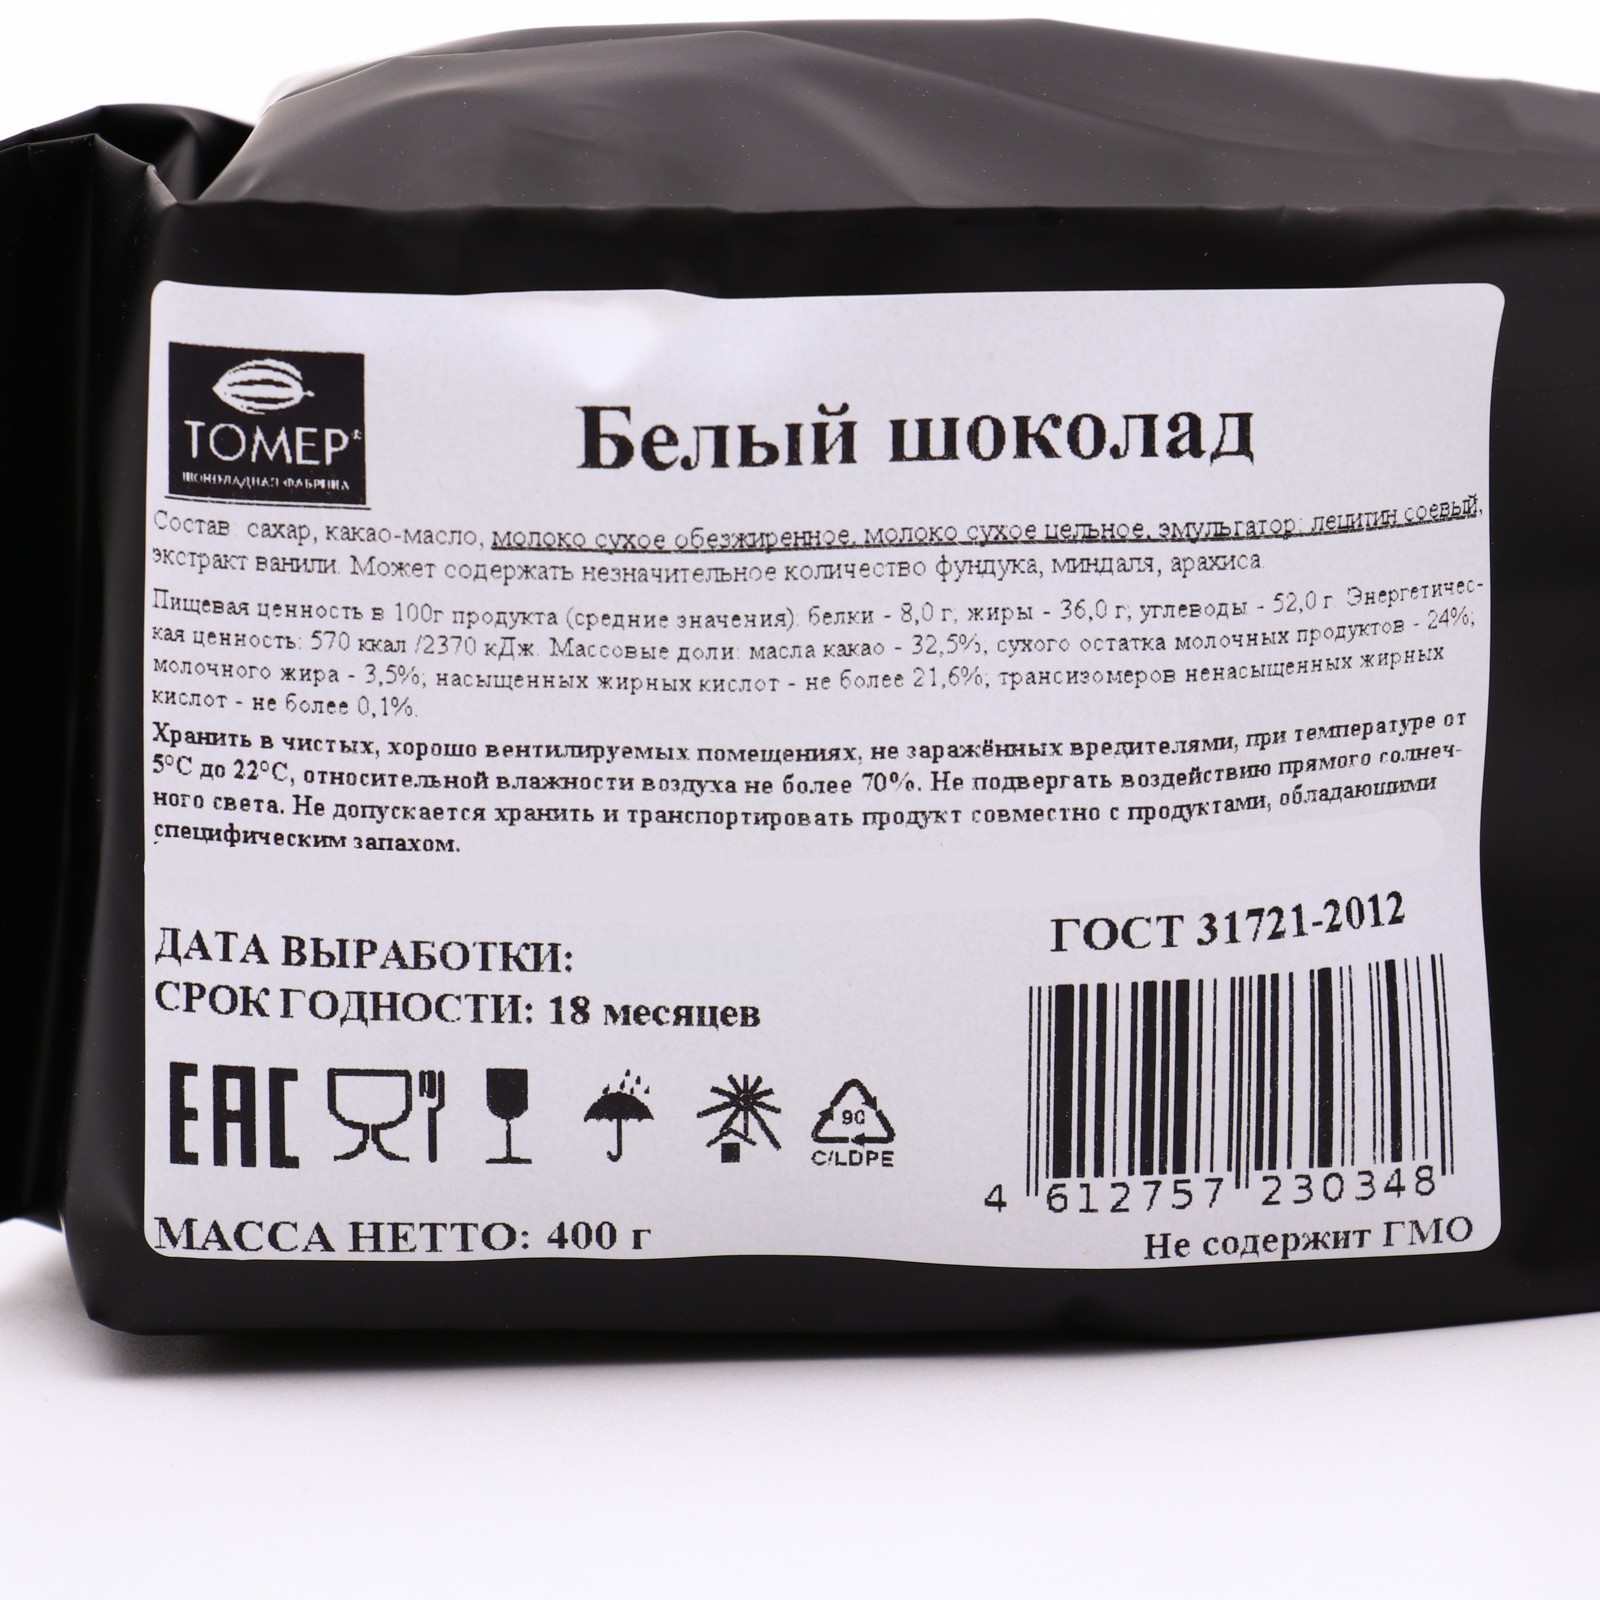 ТОМЕР®
ШОКОЛАДНАЯ ФАБРИКА
Белый шоколад
Состав: сахар, какао-масло, молоко сухое обезжиренное, молоко сухое цельное, эмульгатор: лецитин соевый,
экстракт ванили. Может содержать незначительное количество фундука, миндаля, арахиса.
Пищевая ценность в 100г продукта (средние значения): белки - 8,0 г; жиры - 36,0 г; углеводы - 52,0 г. Энергетичес-
кая ценность: 570 ккал /2370 кДж. Массовые доли: масла какао - 32,5%; сухого остатка молочных продуктов - 24%;
молочного жира - 3,5%; насыщенных жирных кислот - не более 21,6%; трансизомеров ненасыщенных жирных
кислот - не более 0,1%.
Хранить в чистых, хорошо вентилируемых помещениях, не заражённых вредителями, при температуре от
5°С до 22°С, относительной влажности воздуха не более 70%. Не подвергать воздействию прямого солнеч-
ного света. Не допускается хранить и транспортировать продукт совместно с продуктами, обладающими
специфическим запахом.
ДАТА ВЫРАБОТКИ:
ГОСТ 31721-2012
СРОК ГОДНОСТИ: 18 месяцев
EAC
90
C/LDPE
4 612757 230348
МАССА НЕТТО: 400 г
Не содержит ГМО